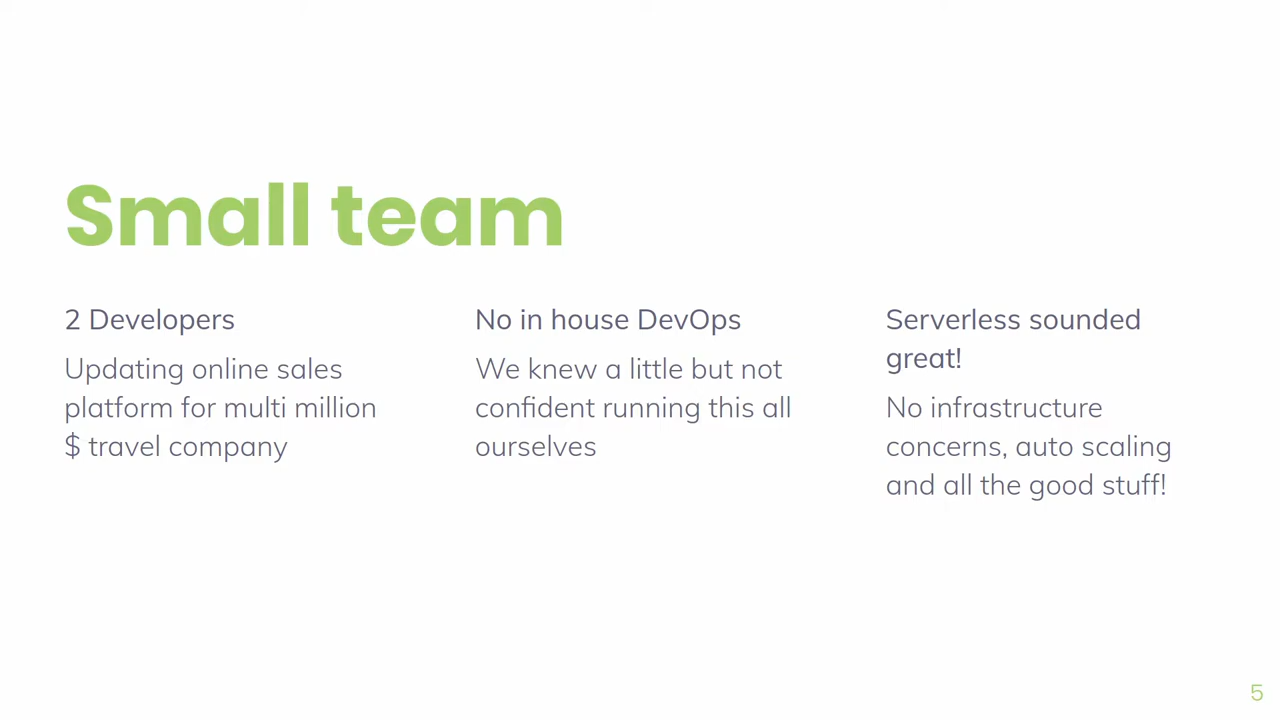 Small team
2 Developers
Updating online sales
platform for multi million
$ travel company
No in house DevOps
We knew a little but not
confident running this all
ourselves
Serverless sounded
great!
No infrastructure
concerns, auto scaling
and all the good stuff!
5